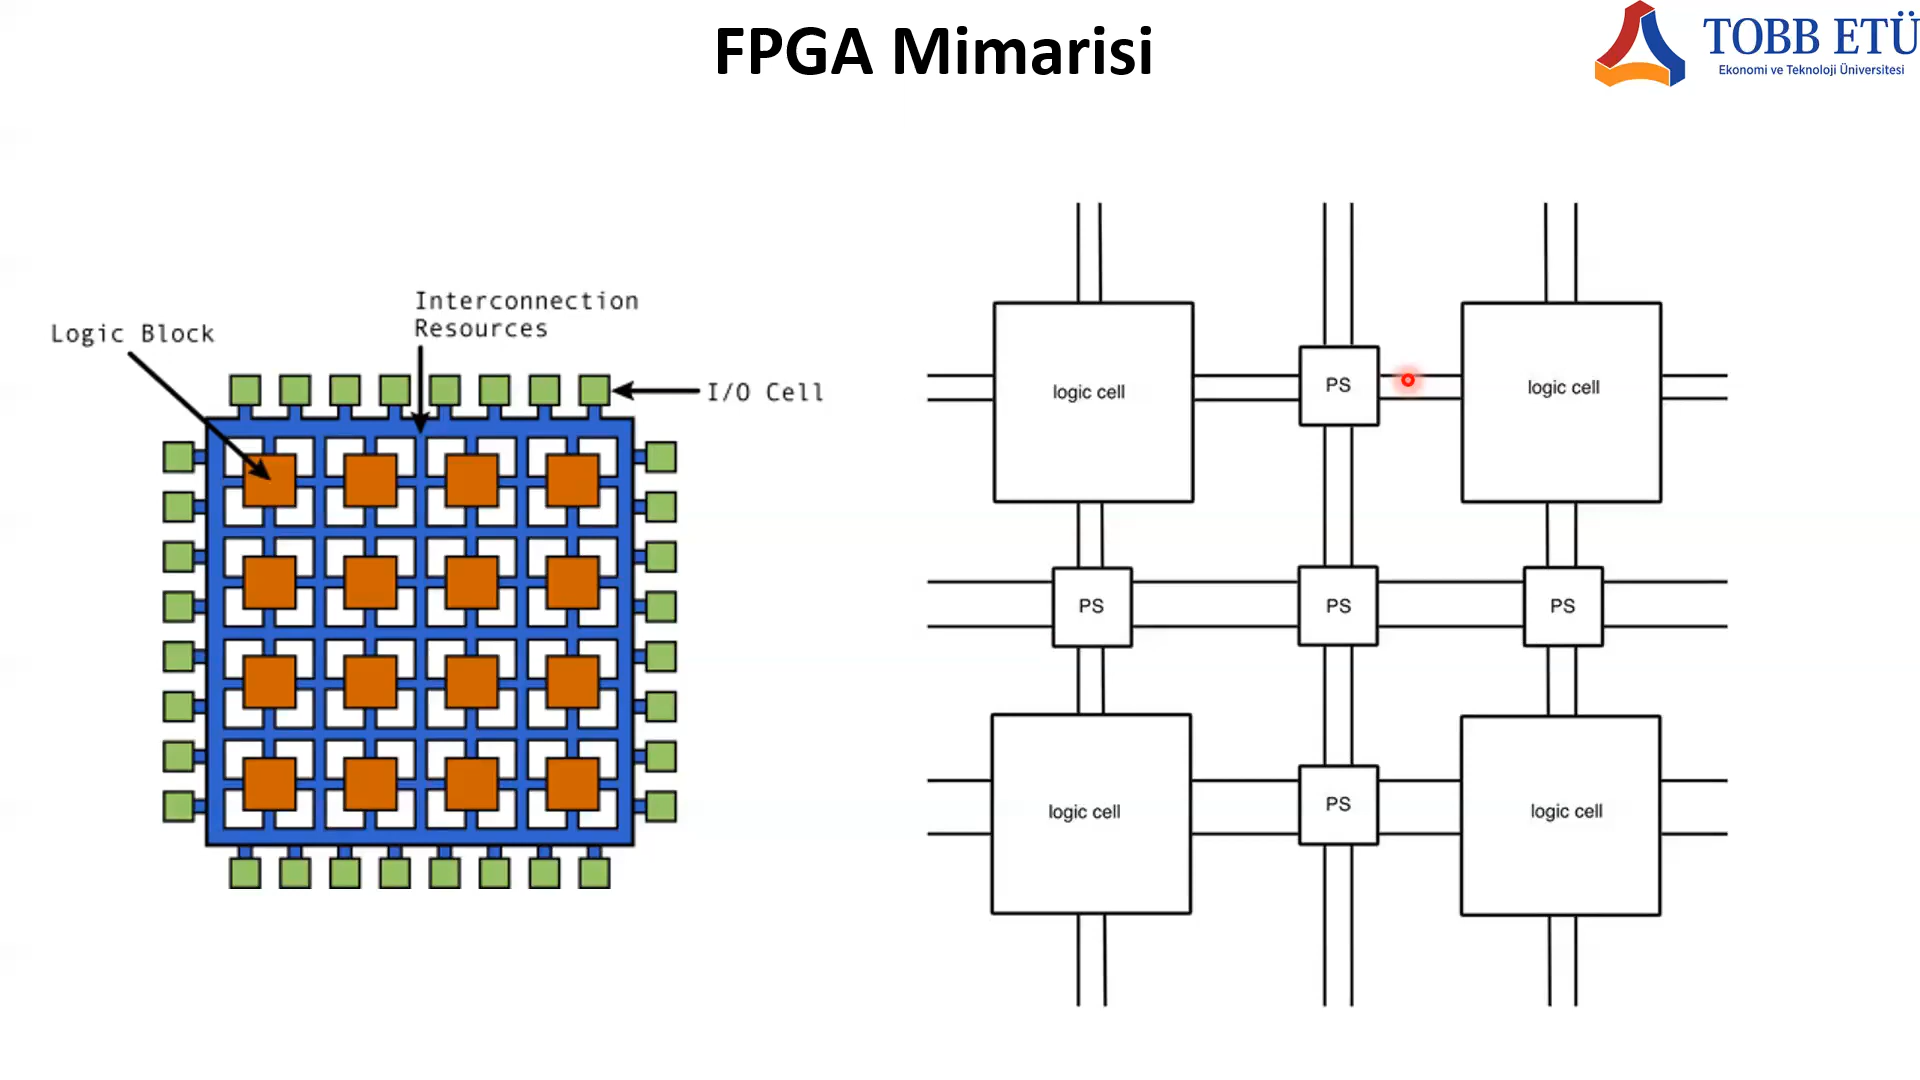 FPGA Mimarisi
TOBB ETÜ
Ekonomi ve Teknoloji Üniversitesi
Interconnection
Resources
Logic Block
I/O Cell
logic cell
PS
logic cell
PS
PS
PS
logic cell
PS
logic cell